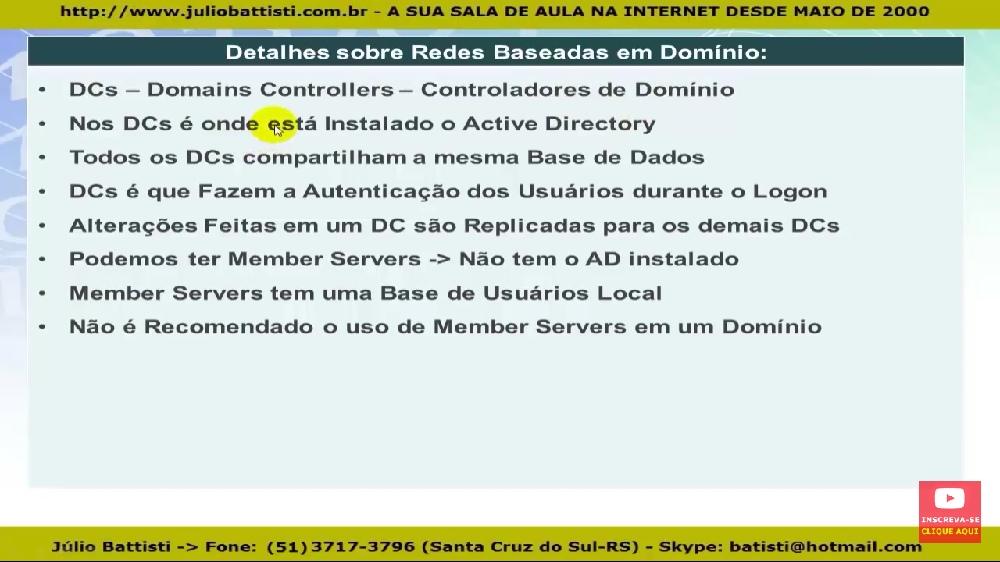 http://www.juliobattisti.com.br - A SUA SALA DE AULA NA INTERNET DESDE MAIO DE 2000
Detalhes sobre Redes Baseadas em Domínio:
• DCs – Domains Controllers – Controladores de Domínio
• Nos DCs é onde está Instalado o Active Directory
• Todos os DCs compartilham a mesma Base de Dados
• DCs é que Fazem a Autenticação dos Usuários durante o Logon
• Alterações Feitas em um DC são Replicadas para os demais DCs
• Podemos ter Member Servers -> Não tem o AD instalado
• Member Servers tem uma Base de Usuários Local
• Não é Recomendado o uso de Member Servers em um Domínio
INSCREVA-SE
CLIQUE AQUI
Júlio Battisti -> Fone: (51) 3717-3796 (Santa Cruz do Sul-RS) - Skype: batisti@hotmail.com